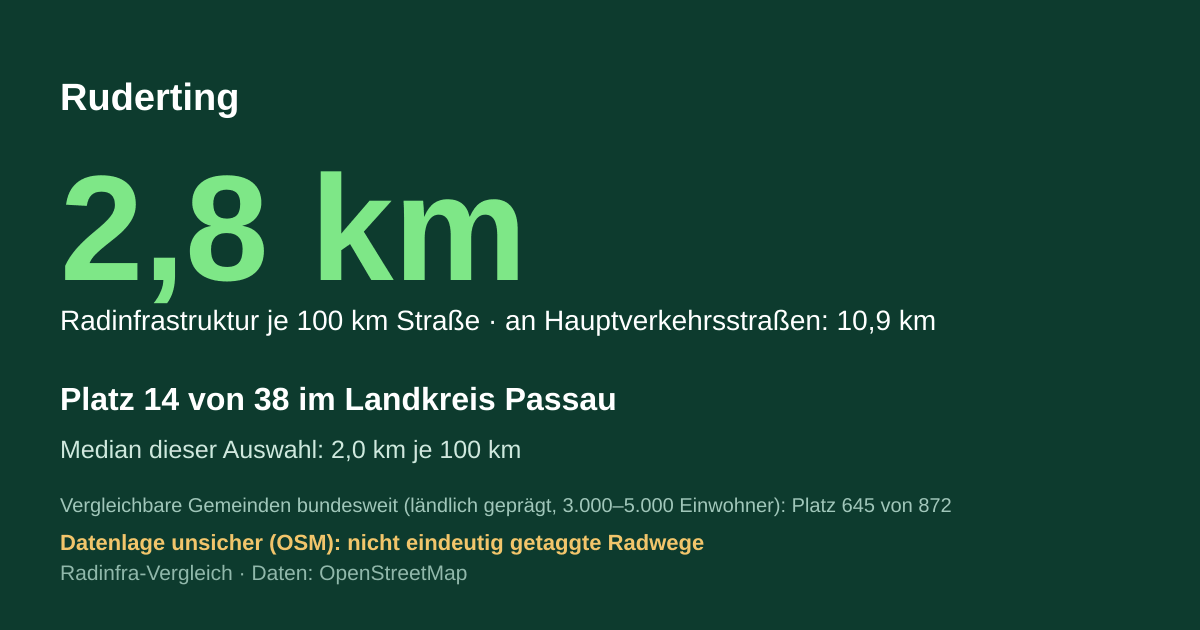 Ruderting
2,8 km
Radinfrastruktur je 100 km Straße · an Hauptverkehrsstraßen: 10,9 km
Platz 14 von 38 im Landkreis Passau
Median dieser Auswahl: 2,0 km je 100 km
Vergleichbare Gemeinden bundesweit (ländlich geprägt, 3.000–5.000 Einwohner): Platz 645 von 872
Datenlage unsicher (OSM): nicht eindeutig getaggte Radwege
Radinfra-Vergleich · Daten: OpenStreetMap